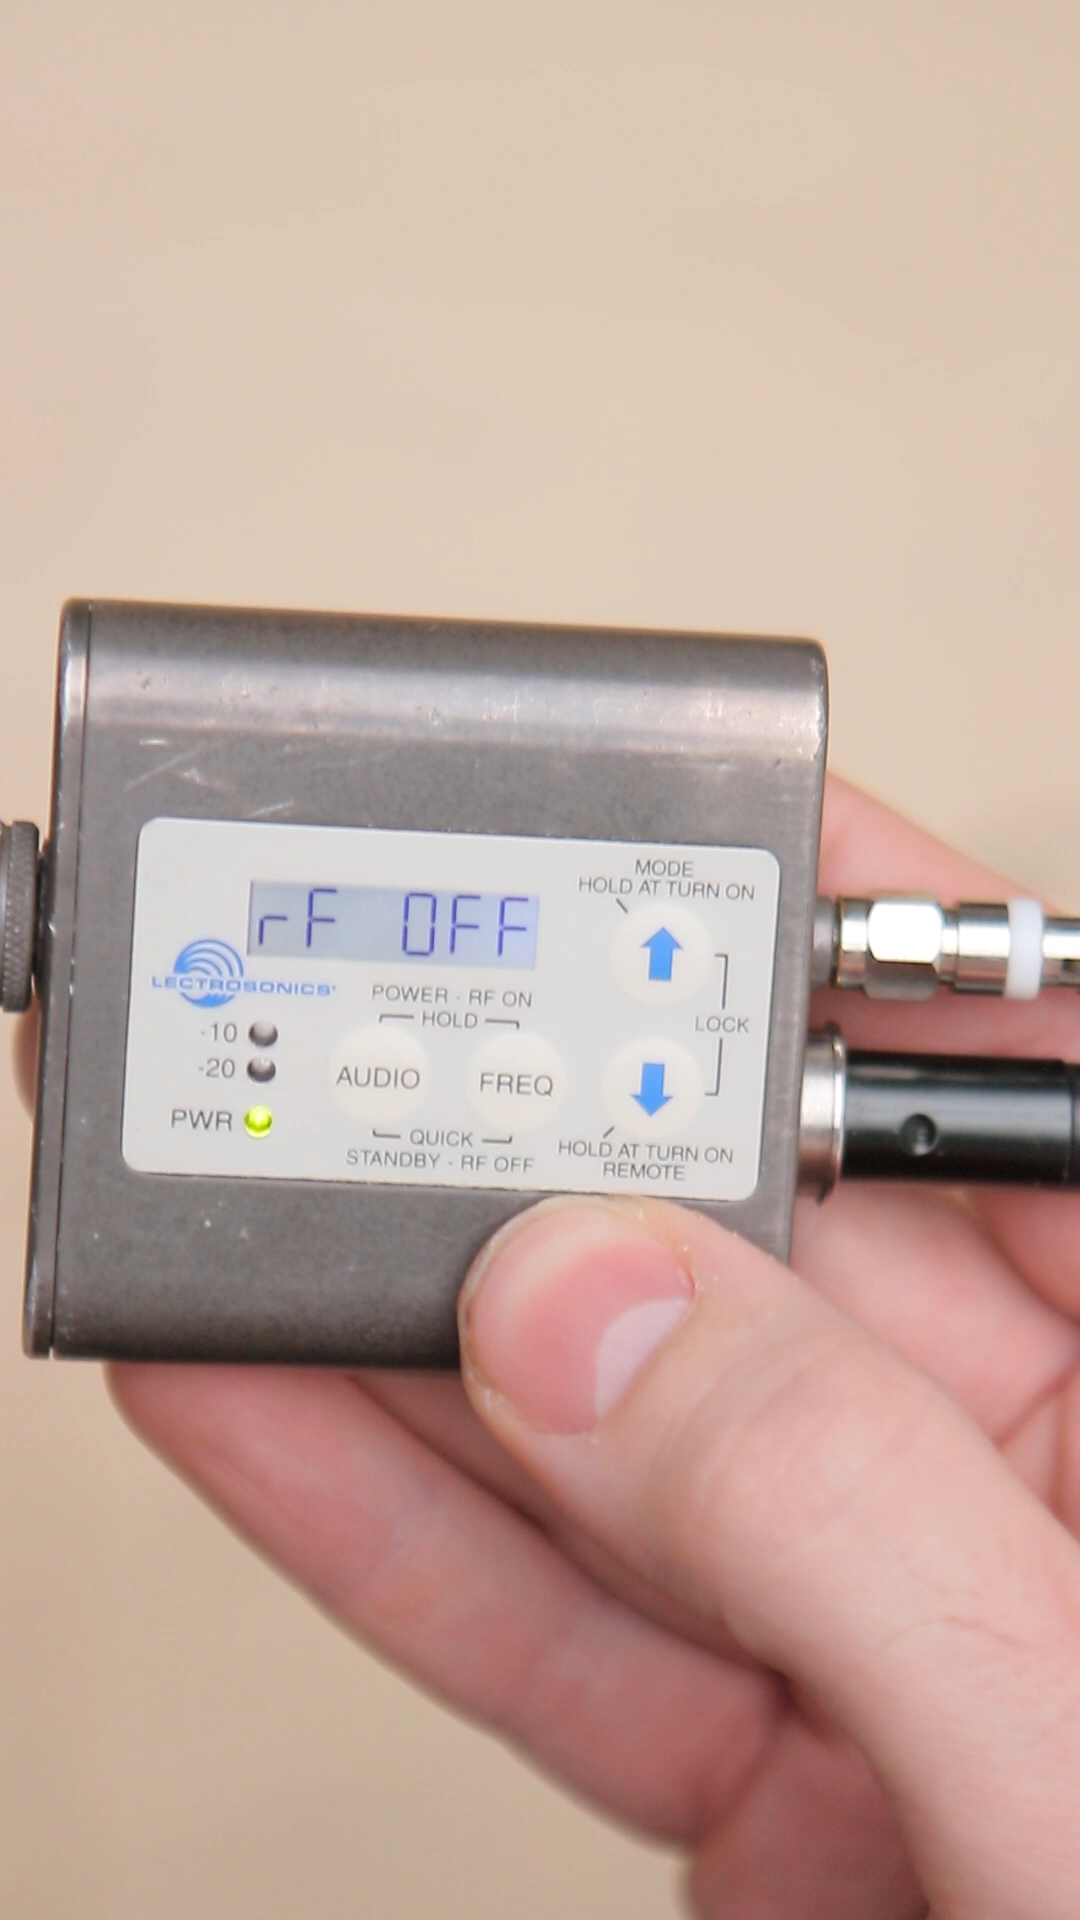 MODE
HOLD AT TURN ON
rF OFF
LECTROSONICS
POWER - RF ON
HOLD
LOCK
-10
-20
AUDIO
FREQ
PWR
QUICK
STANDBY - RF OFF
HOLD AT TURN ON
REMOTE